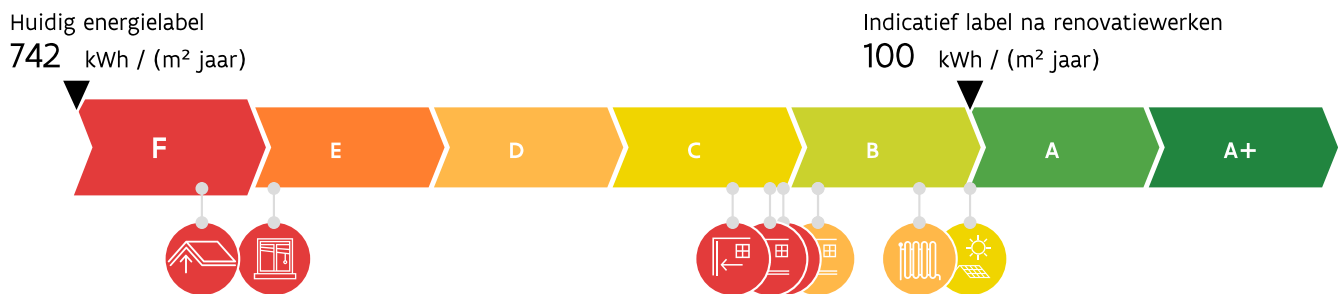 Huidig energielabel
742 kWh / (m² jaar)
Indicatief label na renovatiewerken
100 kWh / (m² jaar)
F E D C B A A+